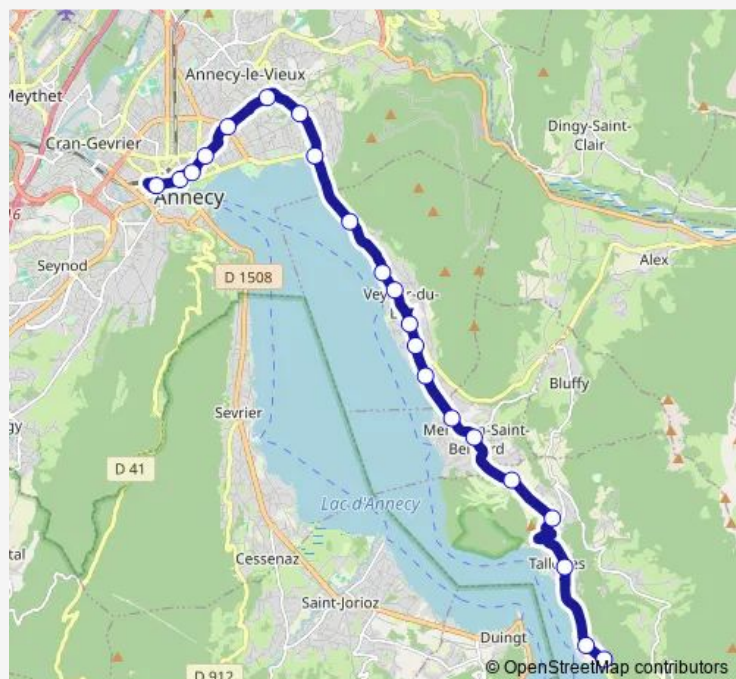 Annecy-le-Vieux
Meythet
Dingy-Saint-
Clair
Cran-Gevrier
Annecy
16
Seynod
Alex
D 1508
Bluffy
Sevrier
D 41
Lac d'Annecy
Cessenaz
Saint-Jorioz
Duingt
D 912
© OpenStreetMap contributors